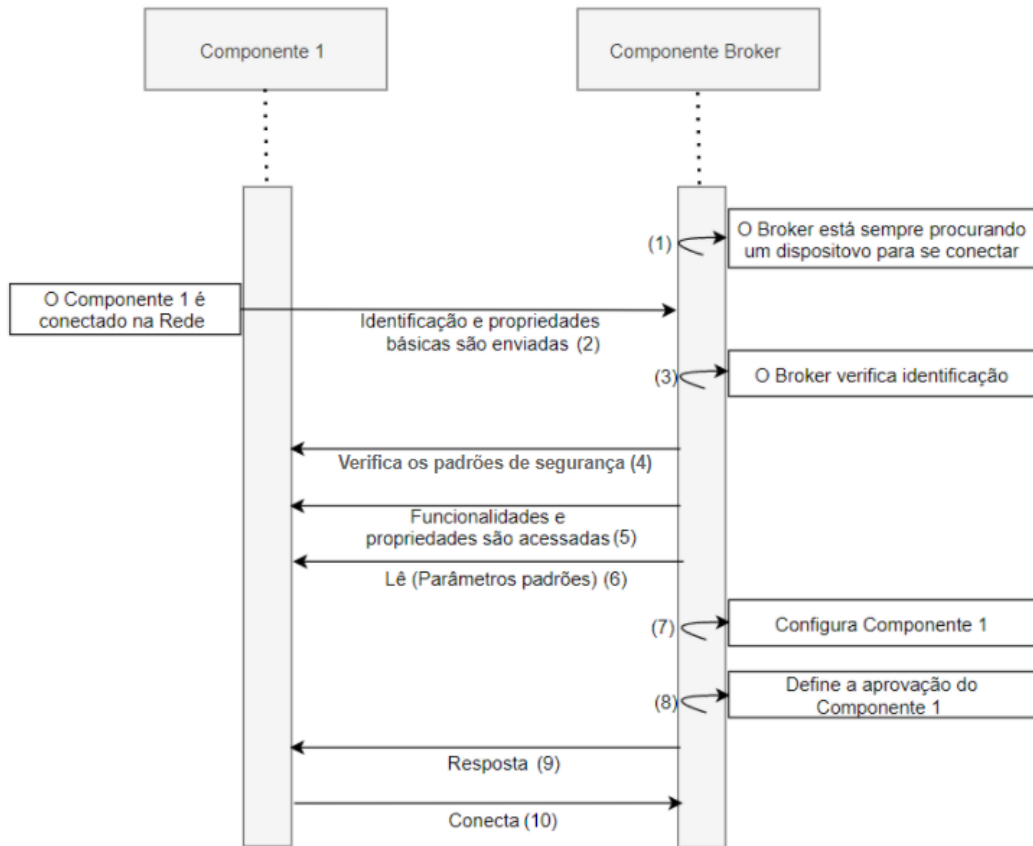 Componente 1
Componente Broker
(1)
O Broker está sempre procurando
um dispositovo para se conectar
O Componente 1 é
conectado na Rede
Identificação e propriedades
básicas são enviadas (2)
(3)
O Broker verifica identificação
Verifica os padrões de segurança (4)
Funcionalidades e
propriedades são acessadas (5)
Lê (Parâmetros padrões) (6)
(7)
Configura Componente 1
(8)
Define a aprovação do
Componente 1
Resposta (9)
Conecta (10)